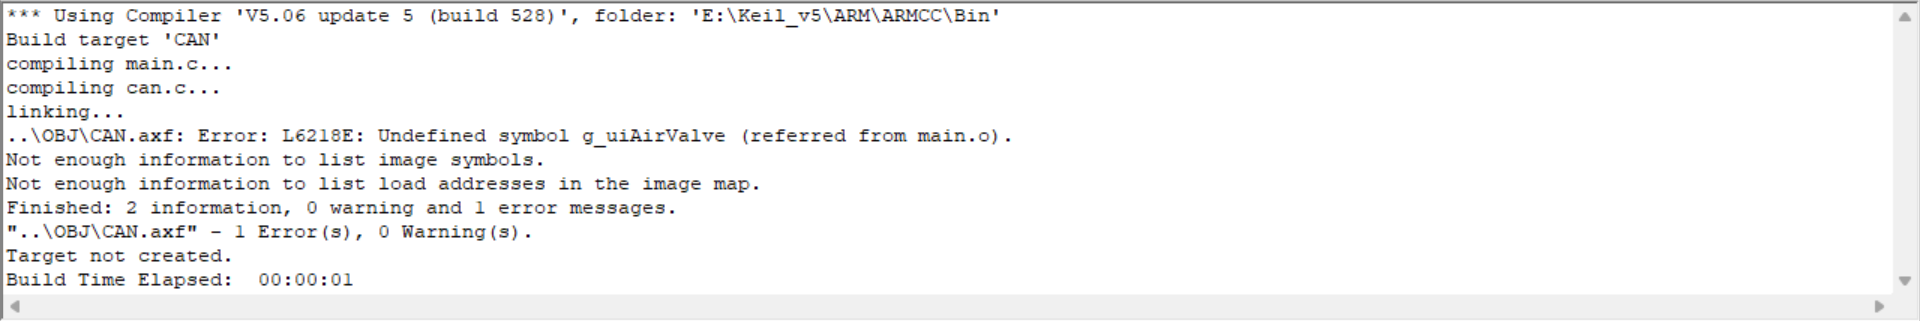 *** Using Compiler 'V5.06 update 5 (build 528)', folder: 'E:\Keil_v5\ARM\ARMCC\Bin'
Build target 'CAN'
compiling main.c...
compiling can.c...
linking...
..\OBJ\CAN.axf: Error: L6218E: Undefined symbol g_uiAirValve (referred from main.o).
Not enough information to list image symbols.
Not enough information to list load addresses in the image map.
Finished: 2 information, 0 warning and 1 error messages.
"..\OBJ\CAN.axf" - 1 Error(s), 0 Warning(s).
Target not created.
Build Time Elapsed:  00:00:01